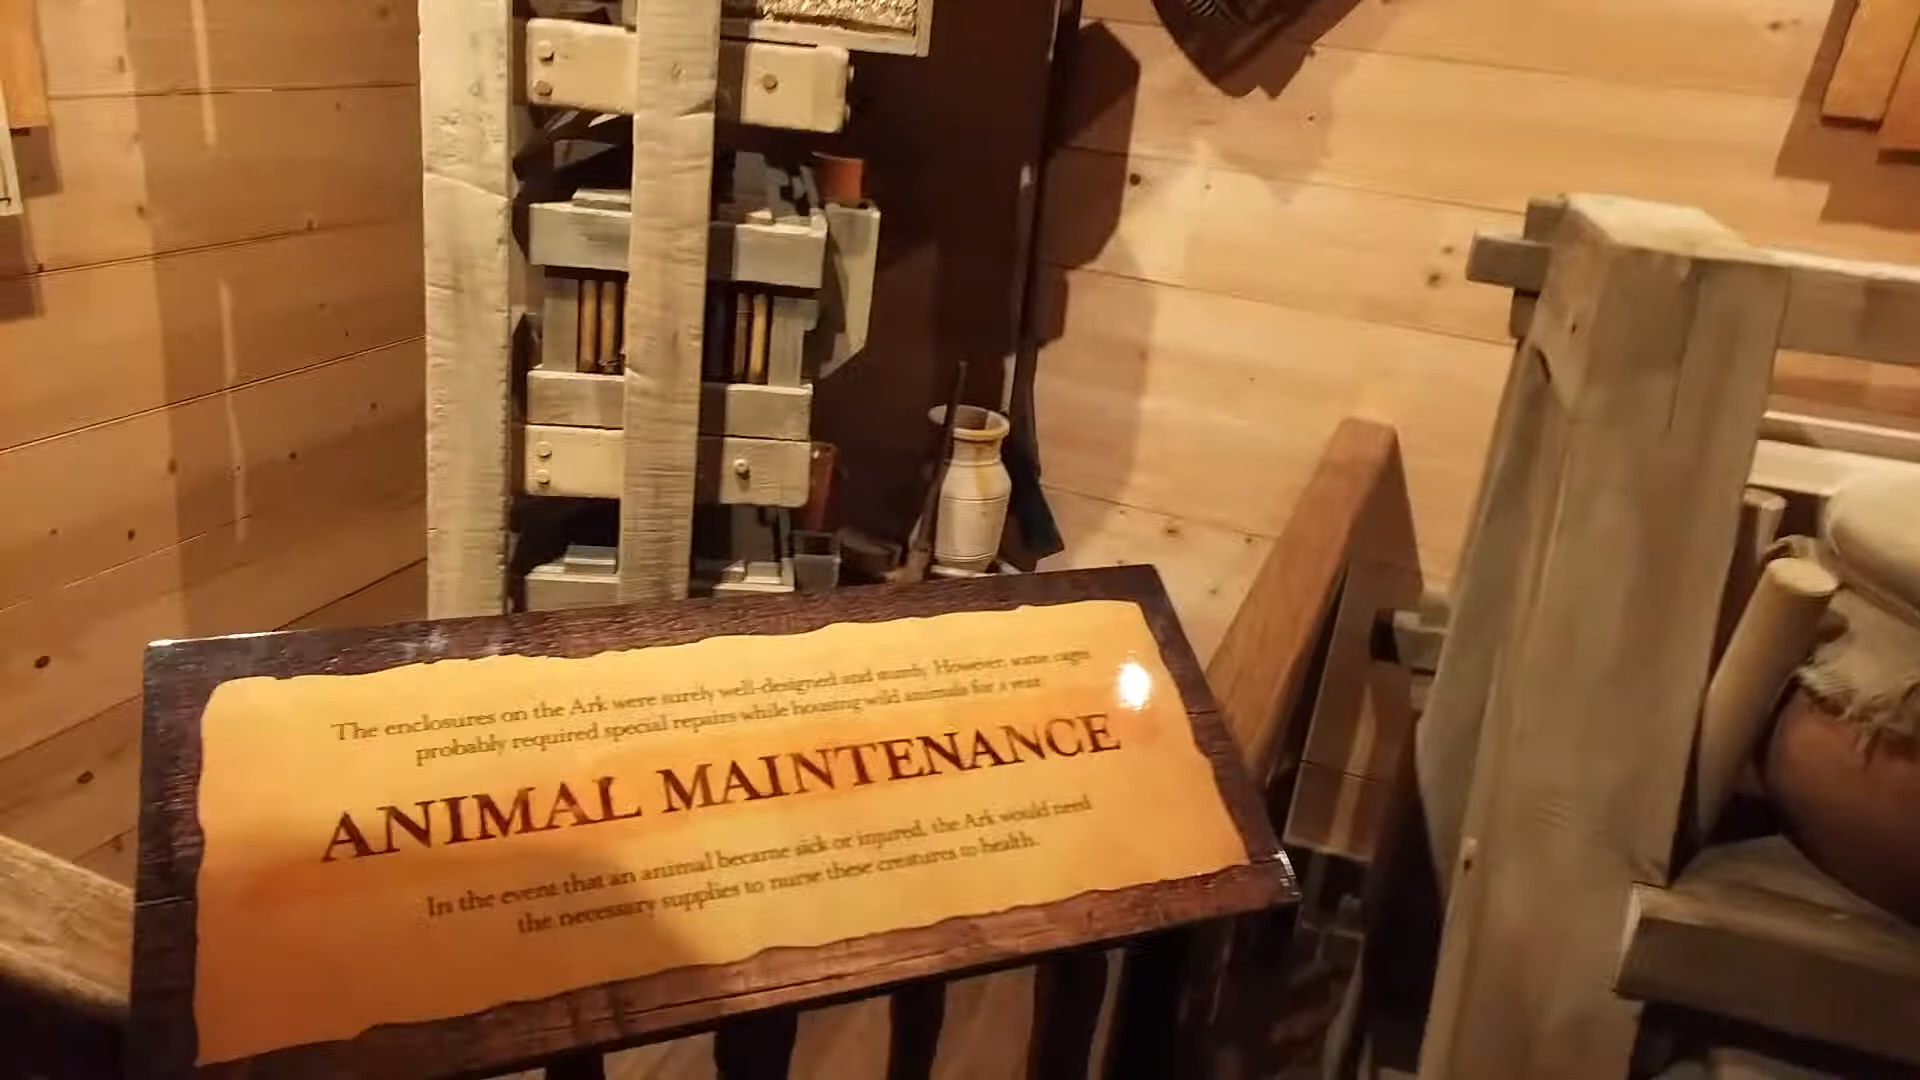 The enclosures on the Ark were surely well-designed and sturdy. However, some cages
probably required special repairs while housing wild animals for a year.
ANIMAL MAINTENANCE
In the event that an animal became sick or injured, the Ark would need
the necessary supplies to nurse these creatures to health.